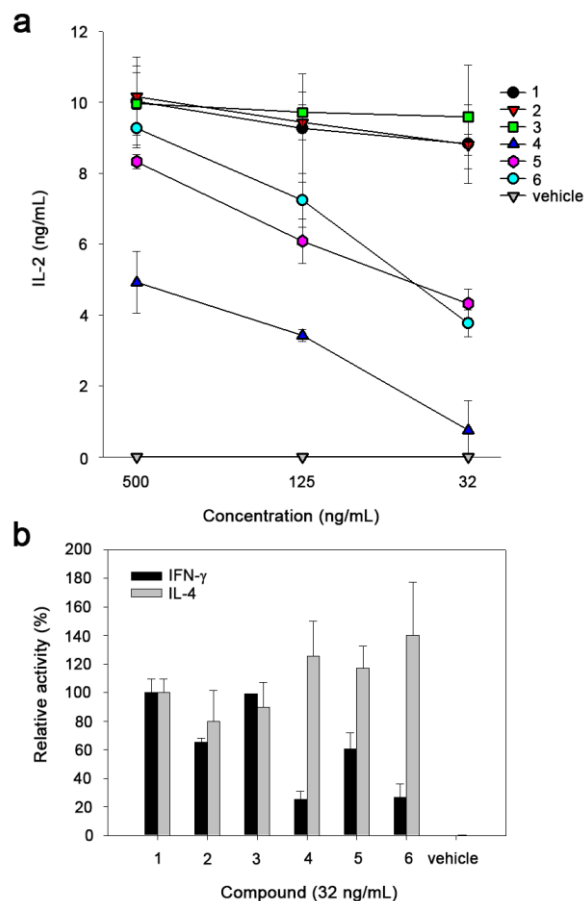 a
12
10
8
6
4
2
0
IL-2 (ng/mL)
500 125 32
Concentration (ng/mL)
1
2
3
4
5
6
vehicle
b
200
180
160
140
120
100
80
60
40
20
0
Relative activity (%)
IFN-γ
IL-4
1 2 3 4 5 6 vehicle
Compound (32 ng/mL)